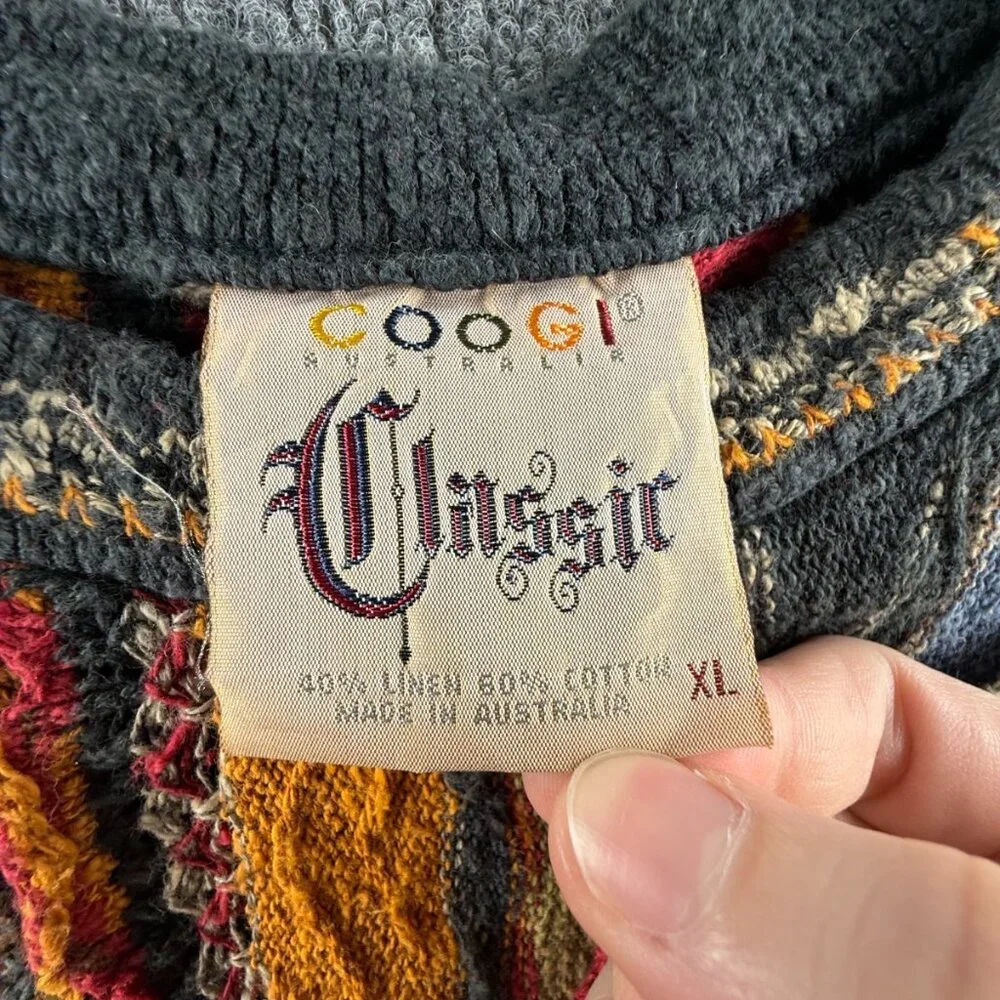 COOGI®
AUSTRALIA
Classic
40% LINEN 60% COTTON XL
MADE IN AUSTRALIA